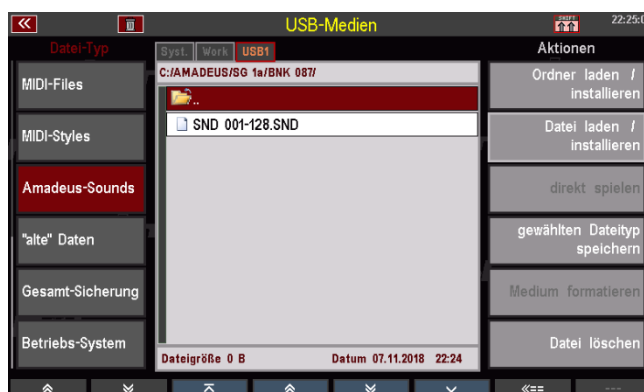 USB-Medien
SHIFT
22:25:
Datei-Typ
Syst. Work USB1
Aktionen
C:/AMADEUS/SG 1a/BNK 087/
MIDI-Files
..
Ordner laden /
installieren
SND 001-128.SND
MIDI-Styles
Datei laden /
installieren
Amadeus-Sounds
direkt spielen
"alte" Daten
gewählten Dateityp
speichern
Gesamt-Sicherung
Medium formatieren
Betriebs-System
Datei löschen
Dateigröße 0 B Datum 07.11.2018 22:24
«==
---